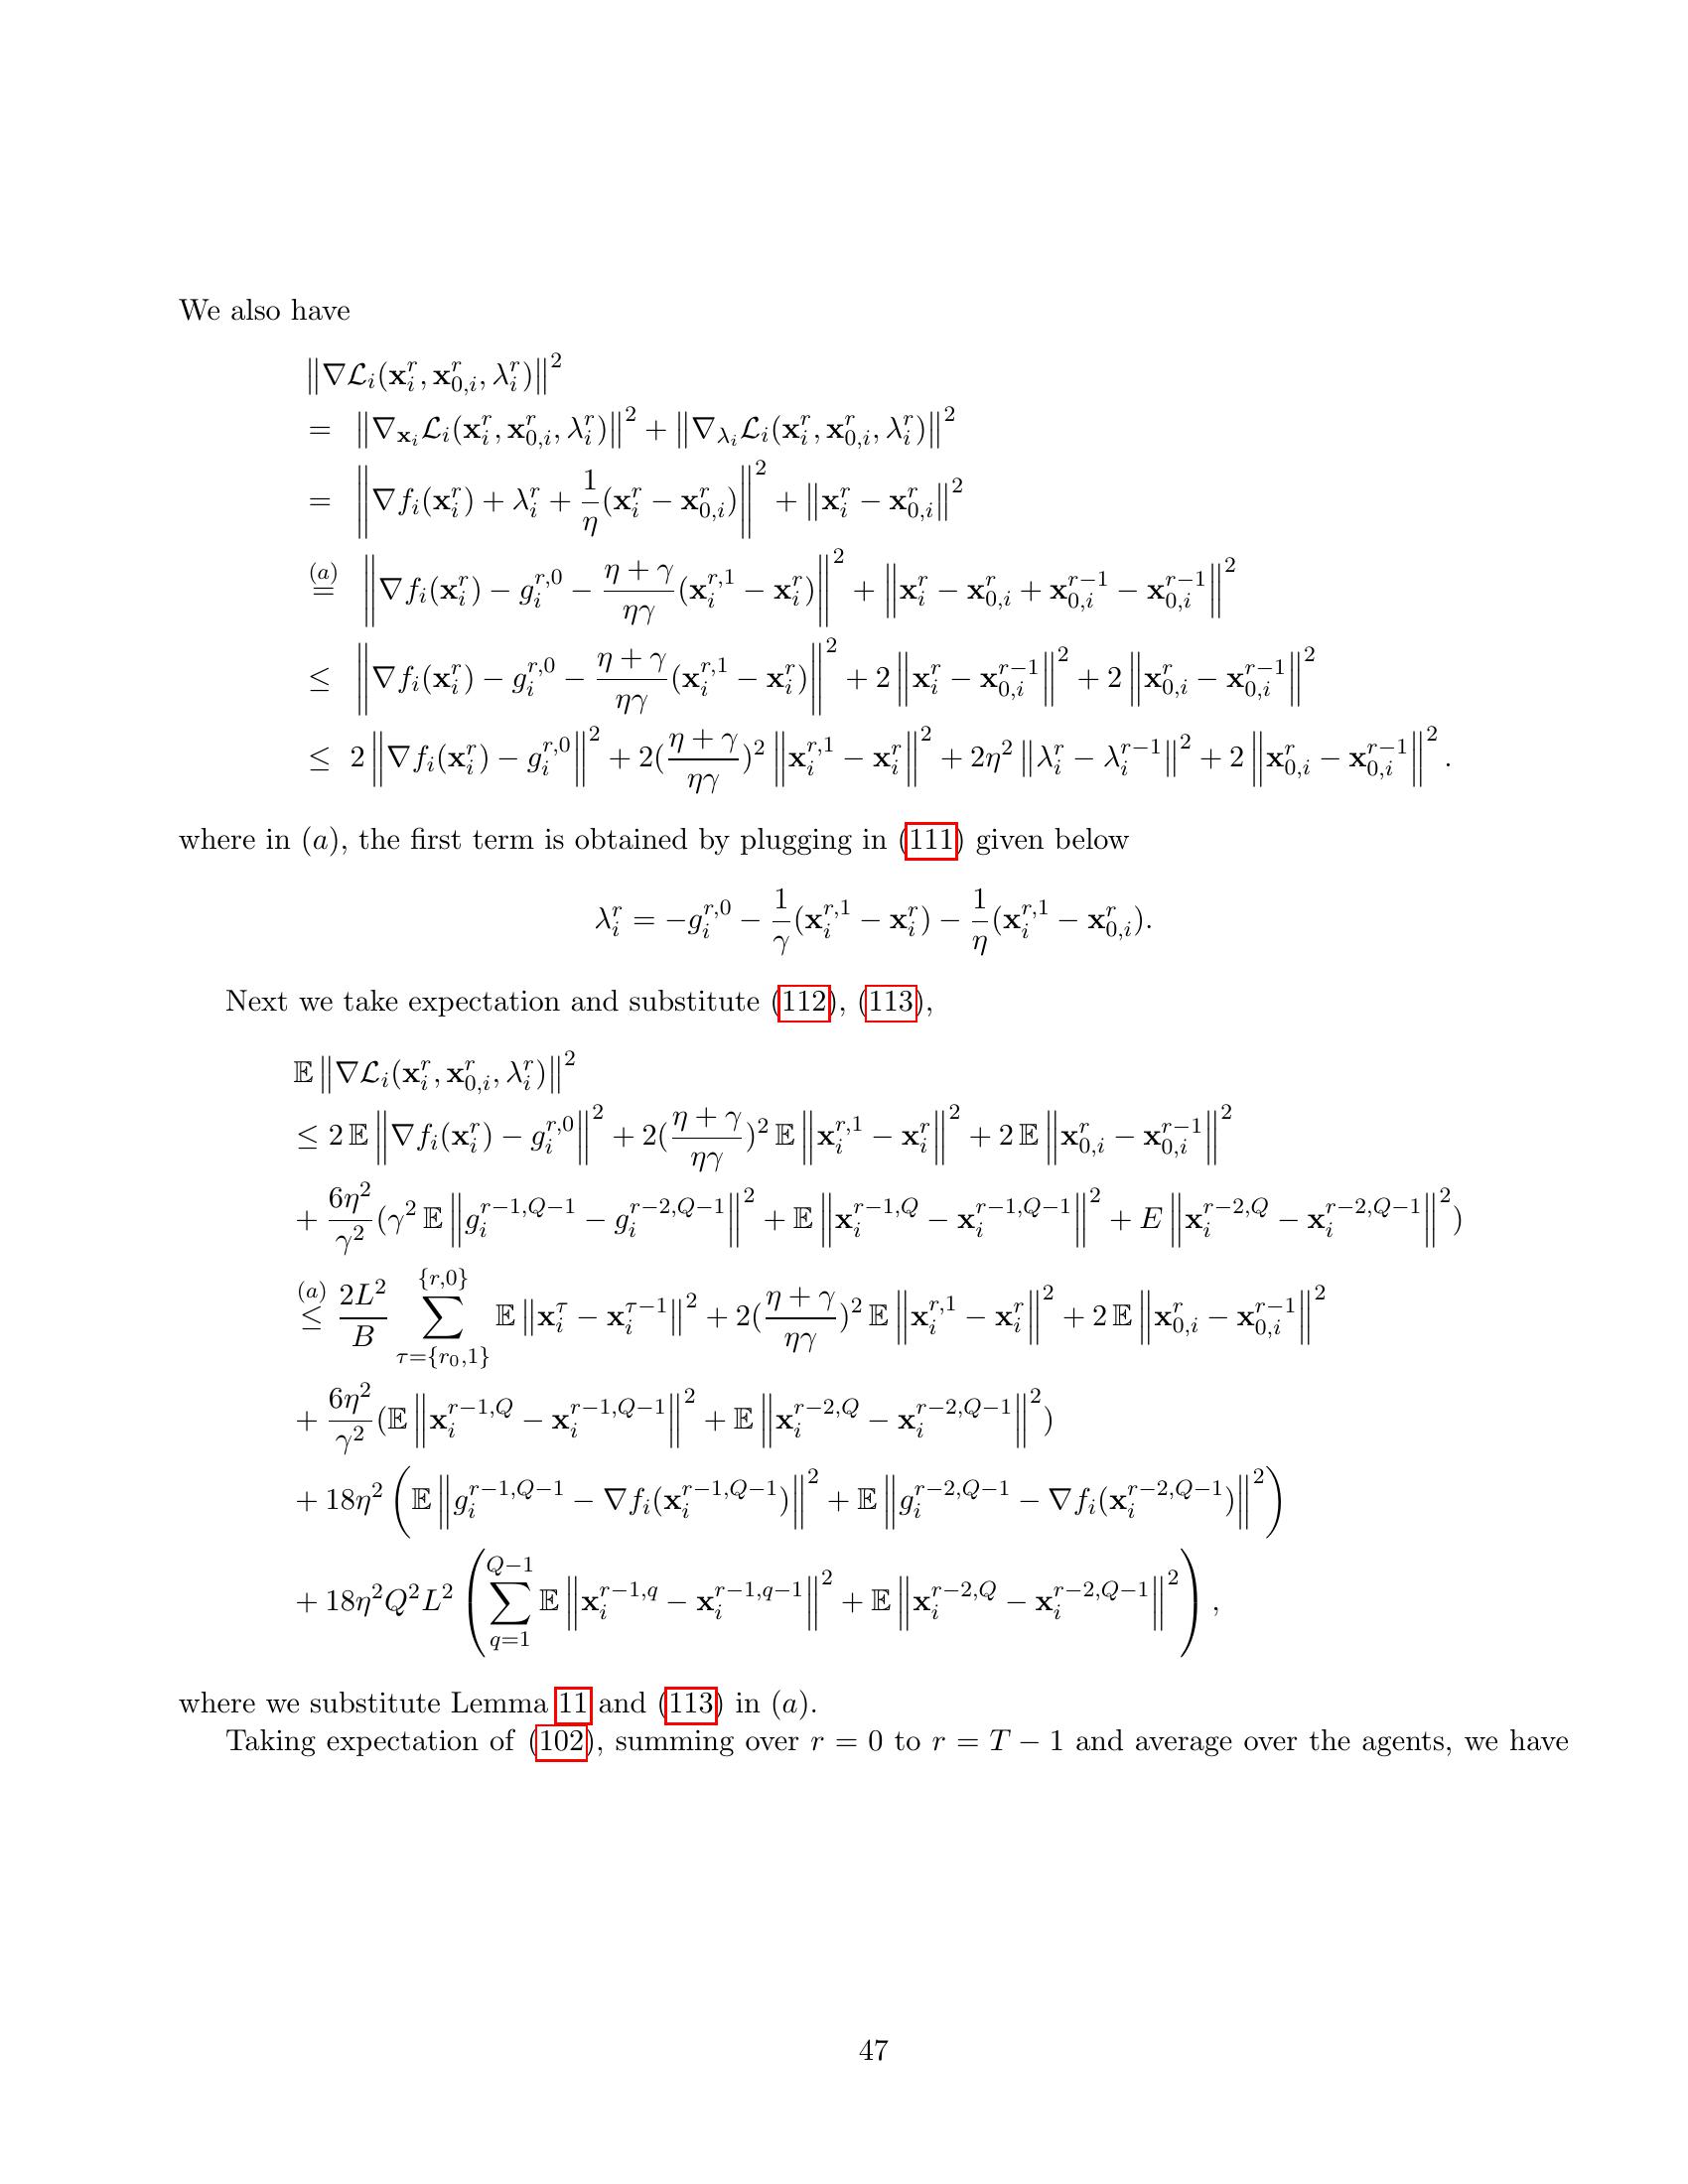 We also have
$\left\|\nabla \mathcal{L}_i(\mathbf{x}_i^r, \mathbf{x}_{0,i}^r, \lambda_i^r)\right\|^2$
$= \left\|\nabla_{\mathbf{x}_i} \mathcal{L}_i(\mathbf{x}_i^r, \mathbf{x}_{0,i}^r, \lambda_i^r)\right\|^2 + \left\|\nabla_{\lambda_i} \mathcal{L}_i(\mathbf{x}_i^r, \mathbf{x}_{0,i}^r, \lambda_i^r)\right\|^2$
$= \left\|\nabla f_i(\mathbf{x}_i^r) + \lambda_i^r + \frac{1}{\eta}(\mathbf{x}_i^r - \mathbf{x}_{0,i}^r)\right\|^2 + \left\|\mathbf{x}_i^r - \mathbf{x}_{0,i}^r\right\|^2$
$\overset{(a)}{=} \left\|\nabla f_i(\mathbf{x}_i^r) - g_i^{r,0} - \frac{\eta+\gamma}{\eta\gamma}(\mathbf{x}_i^{r,1} - \mathbf{x}_i^r)\right\|^2 + \left\|\mathbf{x}_i^r - \mathbf{x}_{0,i}^r + \mathbf{x}_{0,i}^{r-1} - \mathbf{x}_{0,i}^{r-1}\right\|^2$
$\leq \left\|\nabla f_i(\mathbf{x}_i^r) - g_i^{r,0} - \frac{\eta+\gamma}{\eta\gamma}(\mathbf{x}_i^{r,1} - \mathbf{x}_i^r)\right\|^2 + 2\left\|\mathbf{x}_i^r - \mathbf{x}_{0,i}^{r-1}\right\|^2 + 2\left\|\mathbf{x}_{0,i}^r - \mathbf{x}_{0,i}^{r-1}\right\|^2$
$\leq 2\left\|\nabla f_i(\mathbf{x}_i^r) - g_i^{r,0}\right\|^2 + 2(\frac{\eta+\gamma}{\eta\gamma})^2\left\|\mathbf{x}_i^{r,1} - \mathbf{x}_i^r\right\|^2 + 2\eta^2\left\|\lambda_i^r - \lambda_i^{r-1}\right\|^2 + 2\left\|\mathbf{x}_{0,i}^r - \mathbf{x}_{0,i}^{r-1}\right\|^2.$
where in (a), the first term is obtained by plugging in (111) given below
$\lambda_i^r = -g_i^{r,0} - \frac{1}{\gamma}(\mathbf{x}_i^{r,1} - \mathbf{x}_i^r) - \frac{1}{\eta}(\mathbf{x}_i^{r,1} - \mathbf{x}_{0,i}^r).$
Next we take expectation and substitute (112), (113),
$\mathbb{E}\left\|\nabla \mathcal{L}_i(\mathbf{x}_i^r, \mathbf{x}_{0,i}^r, \lambda_i^r)\right\|^2$
$\leq 2\,\mathbb{E}\left\|\nabla f_i(\mathbf{x}_i^r) - g_i^{r,0}\right\|^2 + 2(\frac{\eta+\gamma}{\eta\gamma})^2\,\mathbb{E}\left\|\mathbf{x}_i^{r,1} - \mathbf{x}_i^r\right\|^2 + 2\,\mathbb{E}\left\|\mathbf{x}_{0,i}^r - \mathbf{x}_{0,i}^{r-1}\right\|^2$
$+ \frac{6\eta^2}{\gamma^2}(\gamma^2\,\mathbb{E}\left\|g_i^{r-1,Q-1} - g_i^{r-2,Q-1}\right\|^2 + \mathbb{E}\left\|\mathbf{x}_i^{r-1,Q} - \mathbf{x}_i^{r-1,Q-1}\right\|^2 + E\left\|\mathbf{x}_i^{r-2,Q} - \mathbf{x}_i^{r-2,Q-1}\right\|^2)$
$\overset{(a)}{\leq} \frac{2L^2}{B}\sum_{\tau=\{r_0,1\}}^{\{r,0\}} \mathbb{E}\left\|\mathbf{x}_i^\tau - \mathbf{x}_i^{\tau-1}\right\|^2 + 2(\frac{\eta+\gamma}{\eta\gamma})^2\,\mathbb{E}\left\|\mathbf{x}_i^{r,1} - \mathbf{x}_i^r\right\|^2 + 2\,\mathbb{E}\left\|\mathbf{x}_{0,i}^r - \mathbf{x}_{0,i}^{r-1}\right\|^2$
$+ \frac{6\eta^2}{\gamma^2}(\mathbb{E}\left\|\mathbf{x}_i^{r-1,Q} - \mathbf{x}_i^{r-1,Q-1}\right\|^2 + \mathbb{E}\left\|\mathbf{x}_i^{r-2,Q} - \mathbf{x}_i^{r-2,Q-1}\right\|^2)$
$+ 18\eta^2\left(\mathbb{E}\left\|g_i^{r-1,Q-1} - \nabla f_i(\mathbf{x}_i^{r-1,Q-1})\right\|^2 + \mathbb{E}\left\|g_i^{r-2,Q-1} - \nabla f_i(\mathbf{x}_i^{r-2,Q-1})\right\|^2\right)$
$+ 18\eta^2 Q^2 L^2\left(\sum_{q=1}^{Q-1} \mathbb{E}\left\|\mathbf{x}_i^{r-1,q} - \mathbf{x}_i^{r-1,q-1}\right\|^2 + \mathbb{E}\left\|\mathbf{x}_i^{r-2,Q} - \mathbf{x}_i^{r-2,Q-1}\right\|^2\right),$
where we substitute Lemma 11 and (113) in (a).
Taking expectation of (102), summing over $r = 0$ to $r = T - 1$ and average over the agents, we have
47